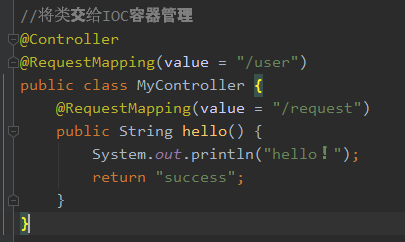 //将类交给IOC容器管理
@Controller
@RequestMapping(value = "/user")
public class MyController {
    @RequestMapping(value = "/request")
    public String hello() {
        System.out.println("hello！");
        return "success";
    }
}